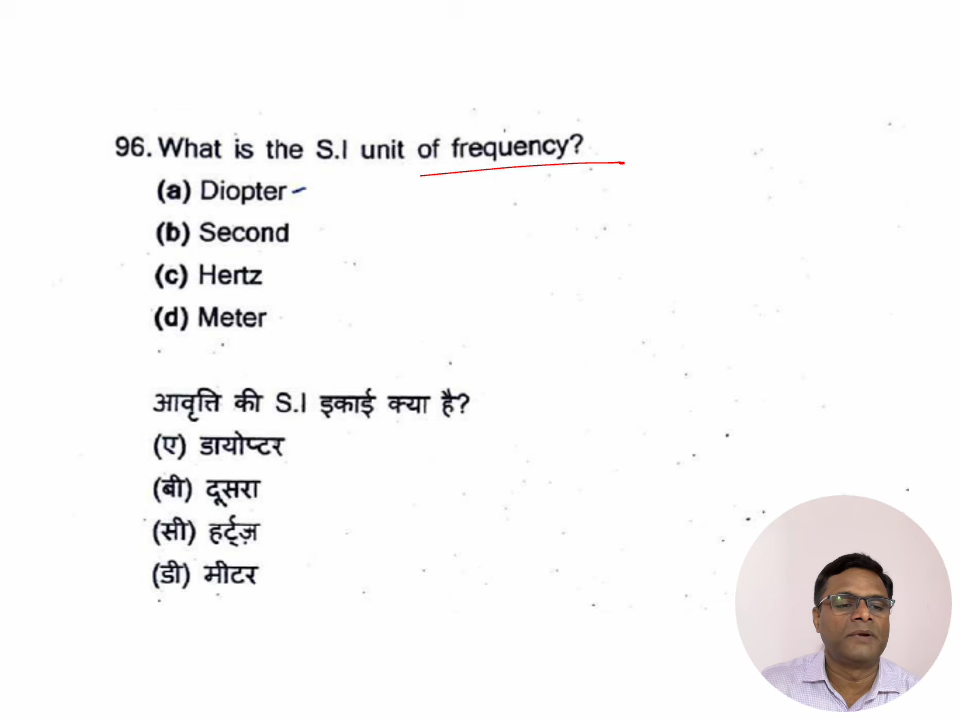 96. What is the S.I unit of frequency?
(a) Diopter
(b) Second
(c) Hertz
(d) Meter
आवृत्ति की S.I इकाई क्या है?
(ए) डायोप्टर
(बी) दूसरा
(सी) हर्ट्ज़
(डी) मीटर